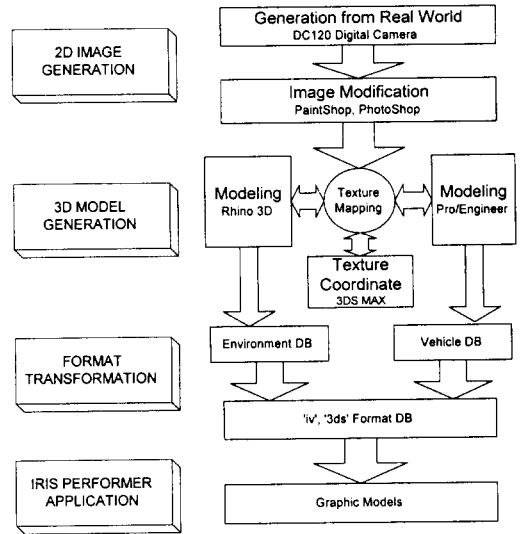 2D IMAGE
GENERATION
Generation from Real World
DC120 Digital Camera
Image Modification
PaintShop, PhotoShop
3D MODEL
GENERATION
Modeling
Rhino 3D
Texture
Mapping
Modeling
Pro/Engineer
Texture
Coordinate
3DS MAX
FORMAT
TRANSFORMATION
Environment DB
Vehicle DB
'iv', '3ds' Format DB
IRIS PERFORMER
APPLICATION
Graphic Models